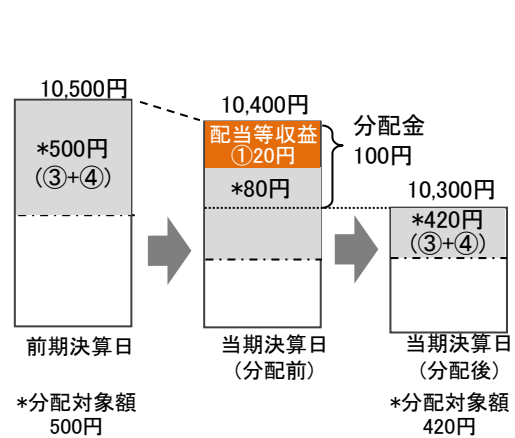 10,500円
*500円
(③+④)
前期決算日
*分配対象額
500円
10,400円
配当等収益
①20円
*80円
分配金
100円
当期決算日
(分配前)
10,300円
*420円
(③+④)
当期決算日
(分配後)
*分配対象額
420円